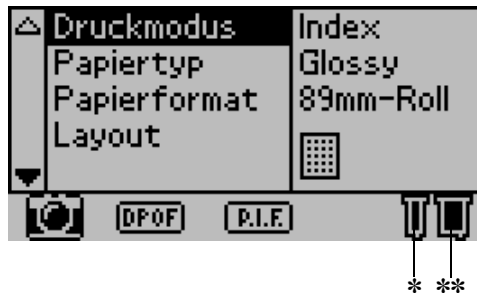 Druckmodus Index
Papiertyp Glossy
Papierformat 89mm-Roll
Layout
DPOF P.I.F.
* **